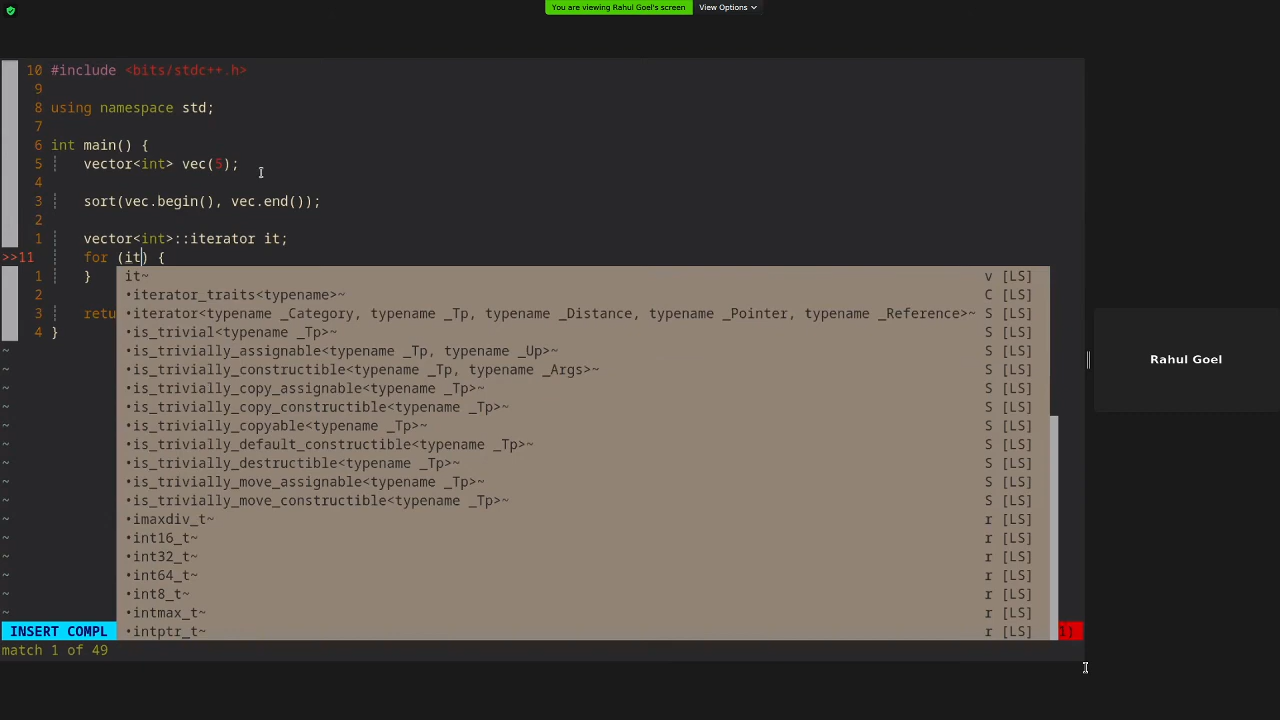 You are viewing Rahul Goel's screen View Options
10 #include <bits/stdc++.h>
9
8 using namespace std;
7
6 int main() {
5 vector<int> vec(5);
4
3 sort(vec.begin(), vec.end());
2
1 vector<int>::iterator it;
>>11 for (it) {
1 } it~ v [LS]
2 •iterator_traits<typename>~ C [LS]
•iterator<typename _Category, typename _Tp, typename _Distance, typename _Pointer, typename _Reference>~ S [LS]
3 retu •is_trivial<typename _Tp>~ S [LS]
4 }
~ •is_trivially_assignable<typename _Tp, typename _Up>~ S [LS]
~ •is_trivially_constructible<typename _Tp, typename _Args>~ S [LS]
~ •is_trivially_copy_assignable<typename _Tp>~ S [LS]
~ •is_trivially_copy_constructible<typename _Tp>~ S [LS]
~ •is_trivially_copyable<typename _Tp>~ S [LS]
~ •is_trivially_default_constructible<typename _Tp>~ S [LS]
~ •is_trivially_destructible<typename _Tp>~ S [LS]
~ •is_trivially_move_assignable<typename _Tp>~ S [LS]
~ •is_trivially_move_constructible<typename _Tp>~ S [LS]
~ •imaxdiv_t~ r [LS]
~ •int16_t~ r [LS]
~ •int32_t~ r [LS]
~ •int64_t~ r [LS]
~ •int8_t~ r [LS]
~ •intmax_t~ r [LS]
INSERT COMPL •intptr_t~ r [LS] 1)
match 1 of 49
Rahul Goel